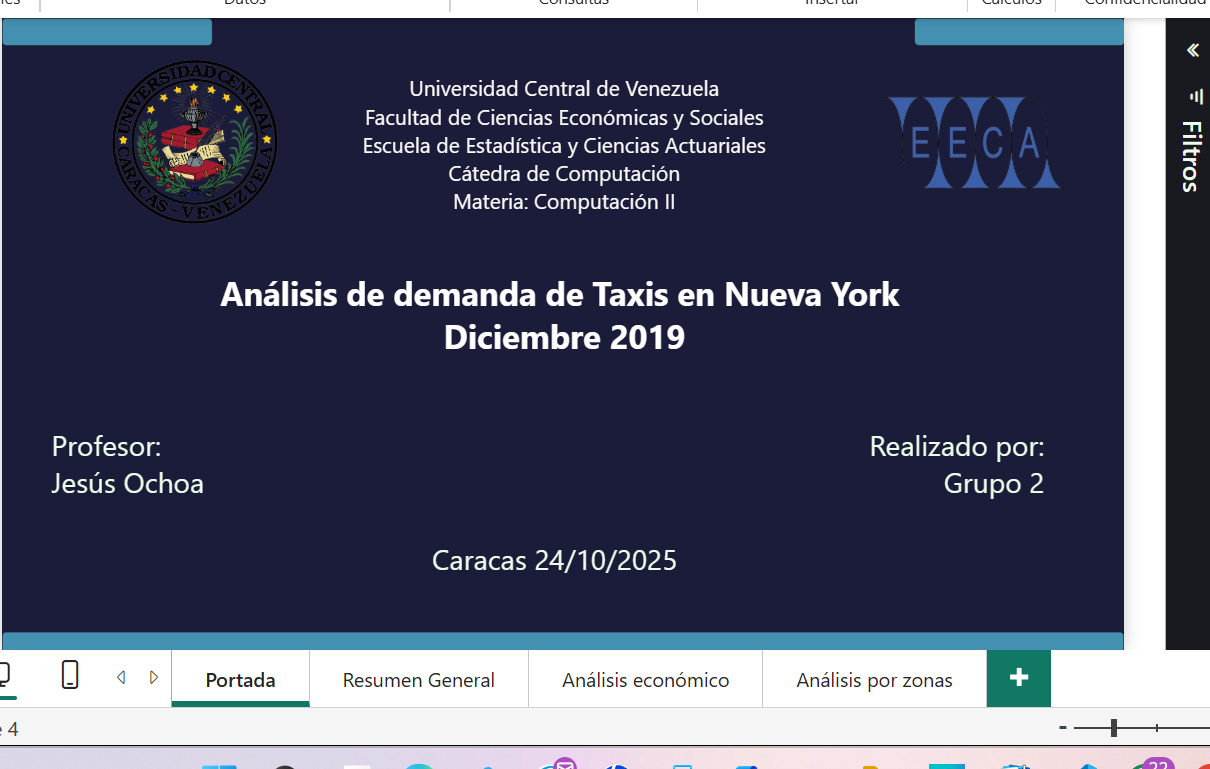 Datos
Consultas
Insertar
Cálculos
Confidencialidad
UNIVERSIDAD CENTRAL
CARACAS - VENEZUELA
Universidad Central de Venezuela
Facultad de Ciencias Económicas y Sociales
Escuela de Estadística y Ciencias Actuariales
Cátedra de Computación
Materia: Computación II
EECA
Filtros
Análisis de demanda de Taxis en Nueva York
Diciembre 2019
Profesor:
Jesús Ochoa
Realizado por:
Grupo 2
Caracas 24/10/2025
Portada
Resumen General
Análisis económico
Análisis por zonas
4
22